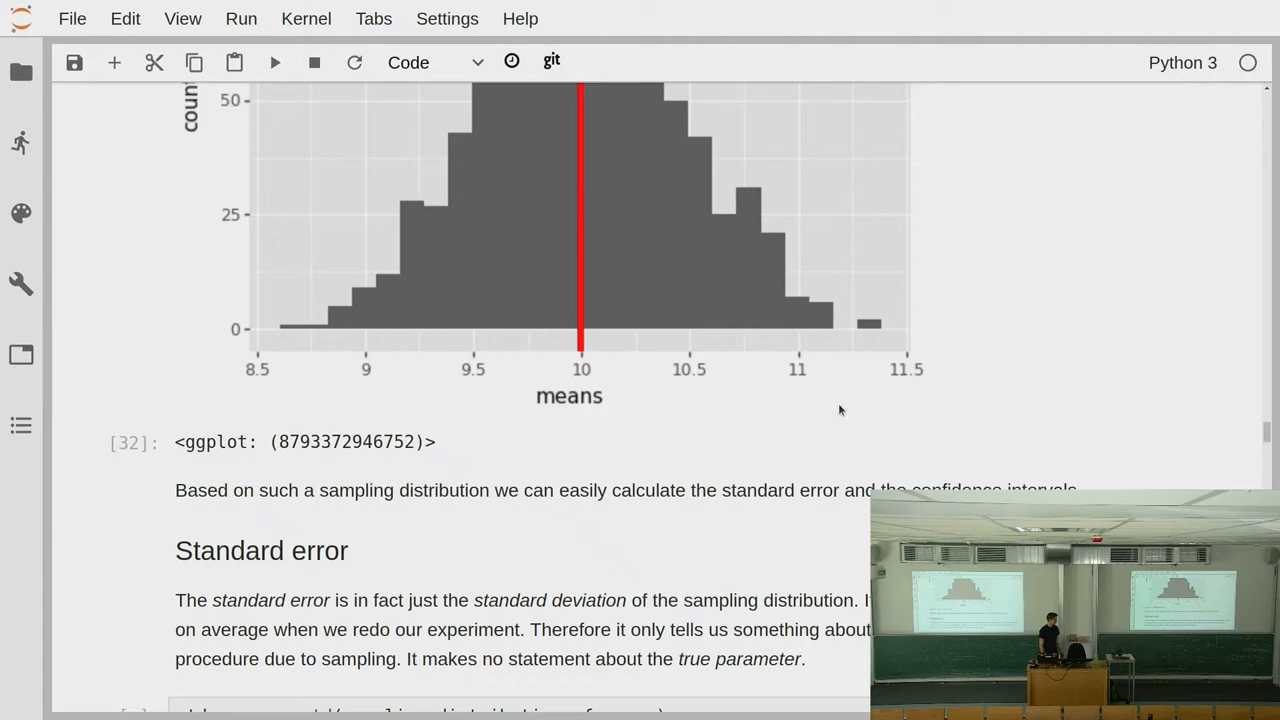 File Edit View Run Kernel Tabs Settings Help
Code git Python 3
count
50
25
0
8.5 9 9.5 10 10.5 11 11.5
means
[32]: <ggplot: (8793372946752)>
Based on such a sampling distribution we can easily calculate the standard error and the confidence intervals
Standard error
The standard error is in fact just the standard deviation of the sampling distribution.
on average when we redo our experiment. Therefore it only tells us something about
procedure due to sampling. It makes no statement about the true parameter.